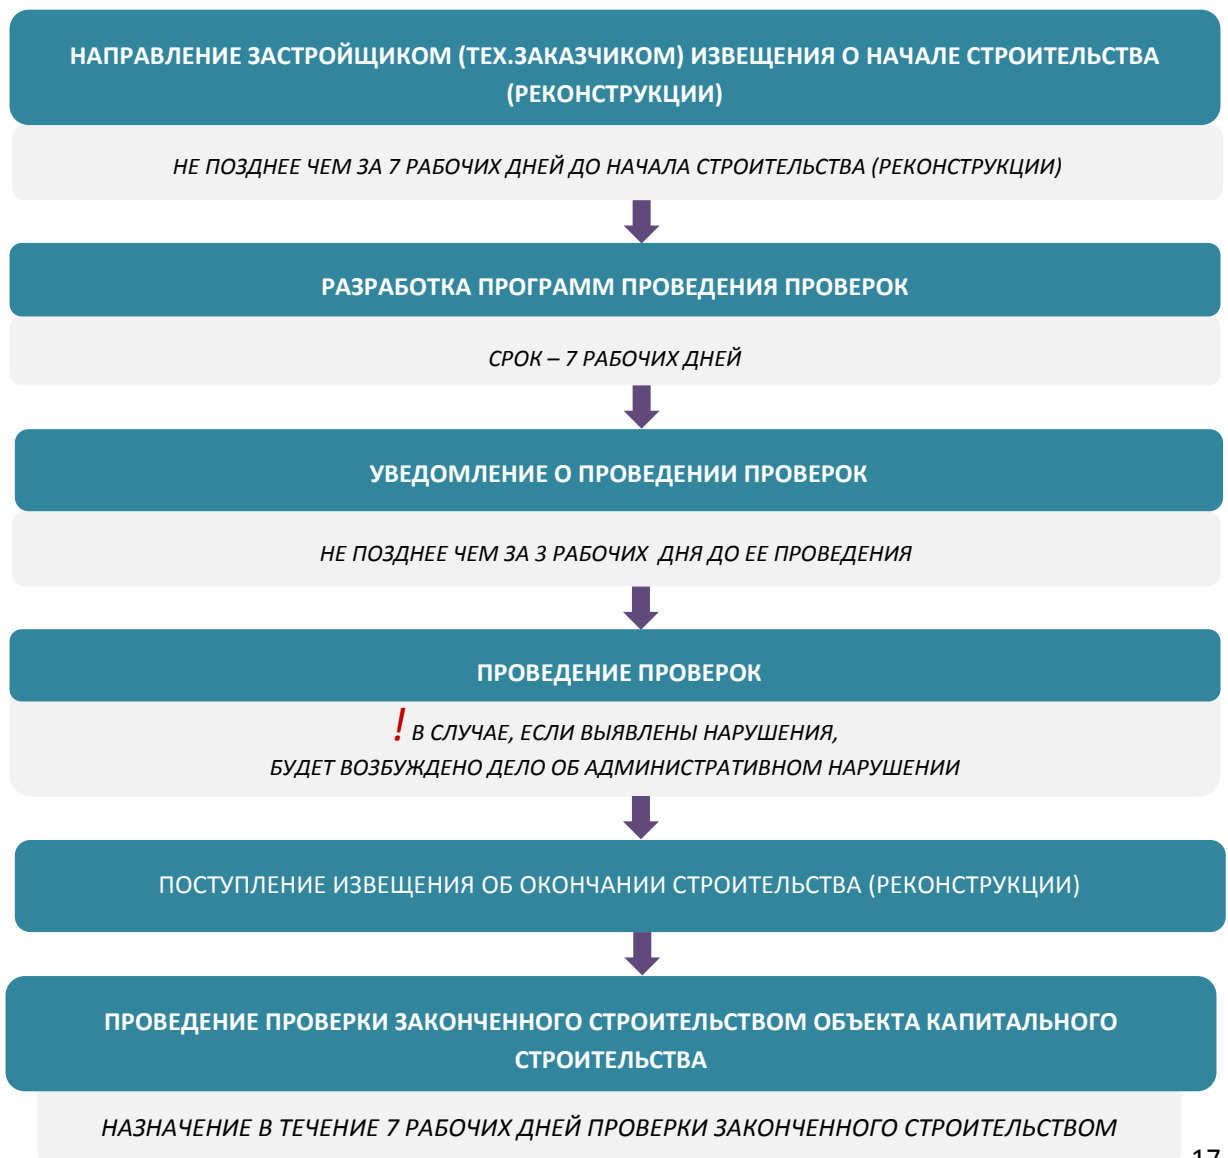 НАПРАВЛЕНИЕ ЗАСТРОЙЩИКОМ (ТЕХ.ЗАКАЗЧИКОМ) ИЗВЕЩЕНИЯ О НАЧАЛЕ СТРОИТЕЛЬСТВА
(РЕКОНСТРУКЦИИ)
НЕ ПОЗДНЕЕ ЧЕМ ЗА 7 РАБОЧИХ ДНЕЙ ДО НАЧАЛА СТРОИТЕЛЬСТВА (РЕКОНСТРУКЦИИ)
РАЗРАБОТКА ПРОГРАММ ПРОВЕДЕНИЯ ПРОВЕРОК
СРОК – 7 РАБОЧИХ ДНЕЙ
УВЕДОМЛЕНИЕ О ПРОВЕДЕНИИ ПРОВЕРОК
НЕ ПОЗДНЕЕ ЧЕМ ЗА 3 РАБОЧИХ ДНЯ ДО ЕЕ ПРОВЕДЕНИЯ
ПРОВЕДЕНИЕ ПРОВЕРОК
! В СЛУЧАЕ, ЕСЛИ ВЫЯВЛЕНЫ НАРУШЕНИЯ,
БУДЕТ ВОЗБУЖДЕНО ДЕЛО ОБ АДМИНИСТРАТИВНОМ НАРУШЕНИИ
ПОСТУПЛЕНИЕ ИЗВЕЩЕНИЯ ОБ ОКОНЧАНИИ СТРОИТЕЛЬСТВА (РЕКОНСТРУКЦИИ)
ПРОВЕДЕНИЕ ПРОВЕРКИ ЗАКОНЧЕННОГО СТРОИТЕЛЬСТВОМ ОБЪЕКТА КАПИТАЛЬНОГО
СТРОИТЕЛЬСТВА
НАЗНАЧЕНИЕ В ТЕЧЕНИЕ 7 РАБОЧИХ ДНЕЙ ПРОВЕРКИ ЗАКОНЧЕННОГО СТРОИТЕЛЬСТВОМ
17